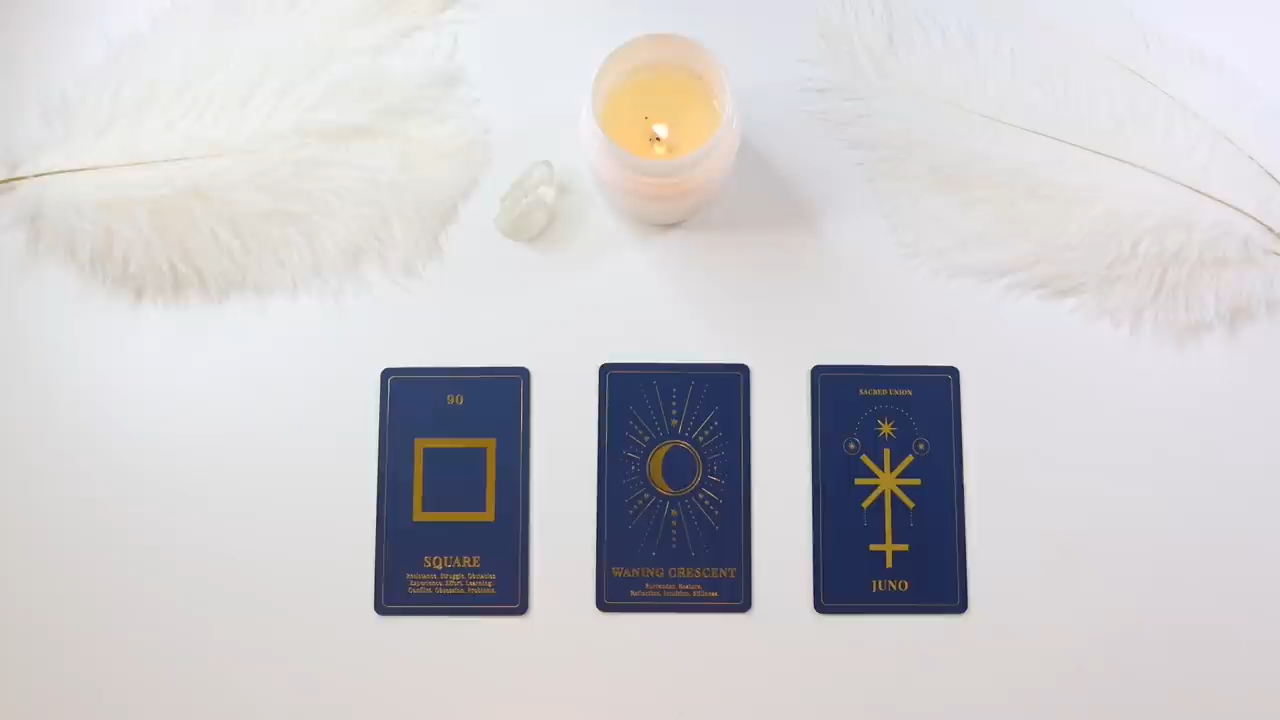 90
SQUARE
Resistance. Struggle. Obstacles
Experience. Effort. Learning.
Conflict. Obsession. Problems.
WANING CRESCENT
Surrender. Restore.
Reflection. Intuition. Stillness
SACRED UNION
JUNO